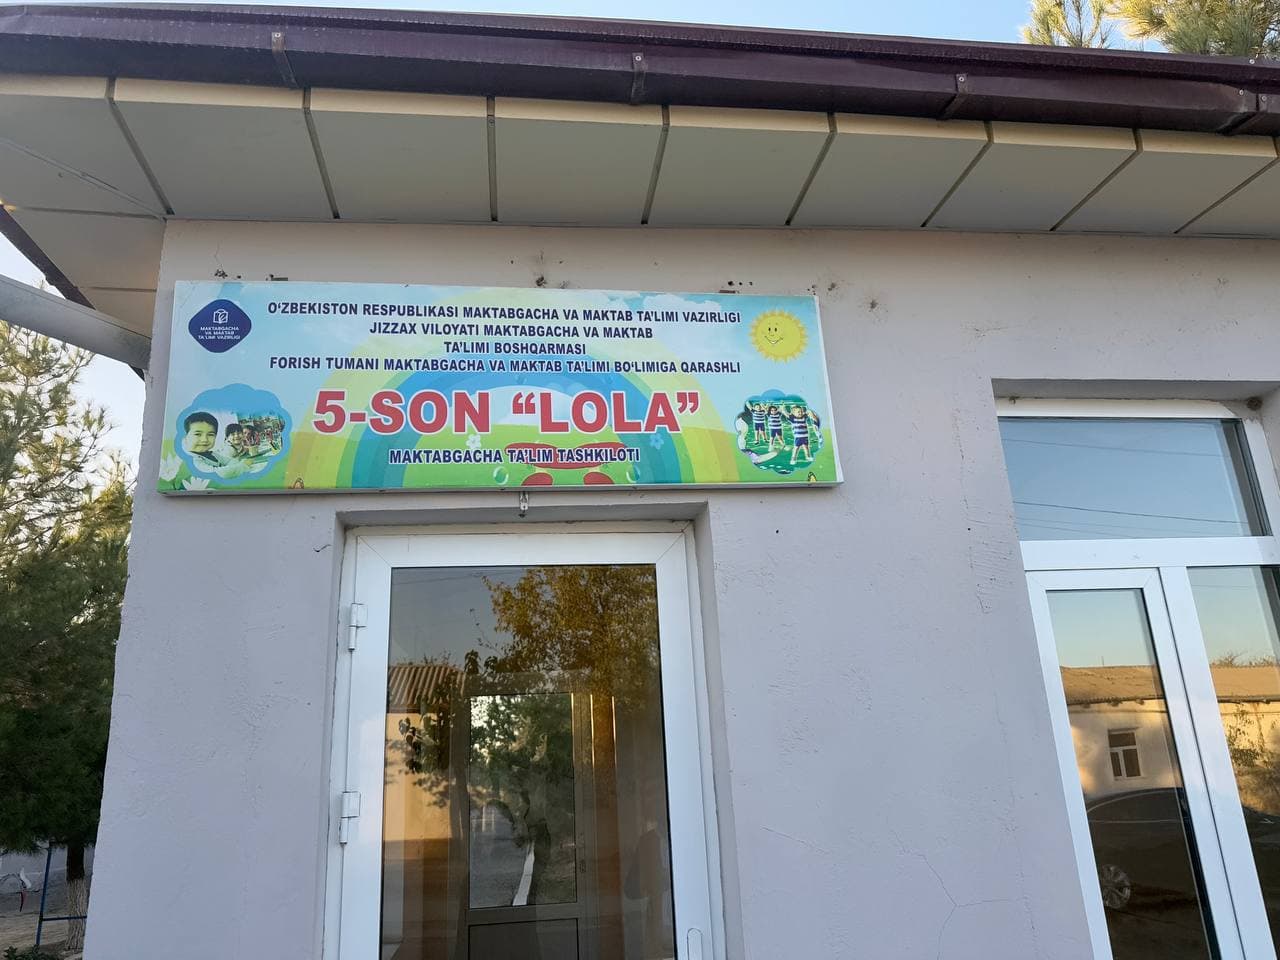 MAKTABGACHA
VA MAKTAB
TA'LIMI VAZIRLIGI
O‘ZBEKISTON RESPUBLIKASI MAKTABGACHA VA MAKTAB TA’LIMI VAZIRLIGI
JIZZAX VILOYATI MAKTABGACHA VA MAKTAB
TA’LIMI BOSHQARMASI
FORISH TUMANI MAKTABGACHA VA MAKTAB TA’LIMI BO‘LIMIGA QARASHLI
5-SON “LOLA”
MAKTABGACHA TA’LIM TASHKILOTI